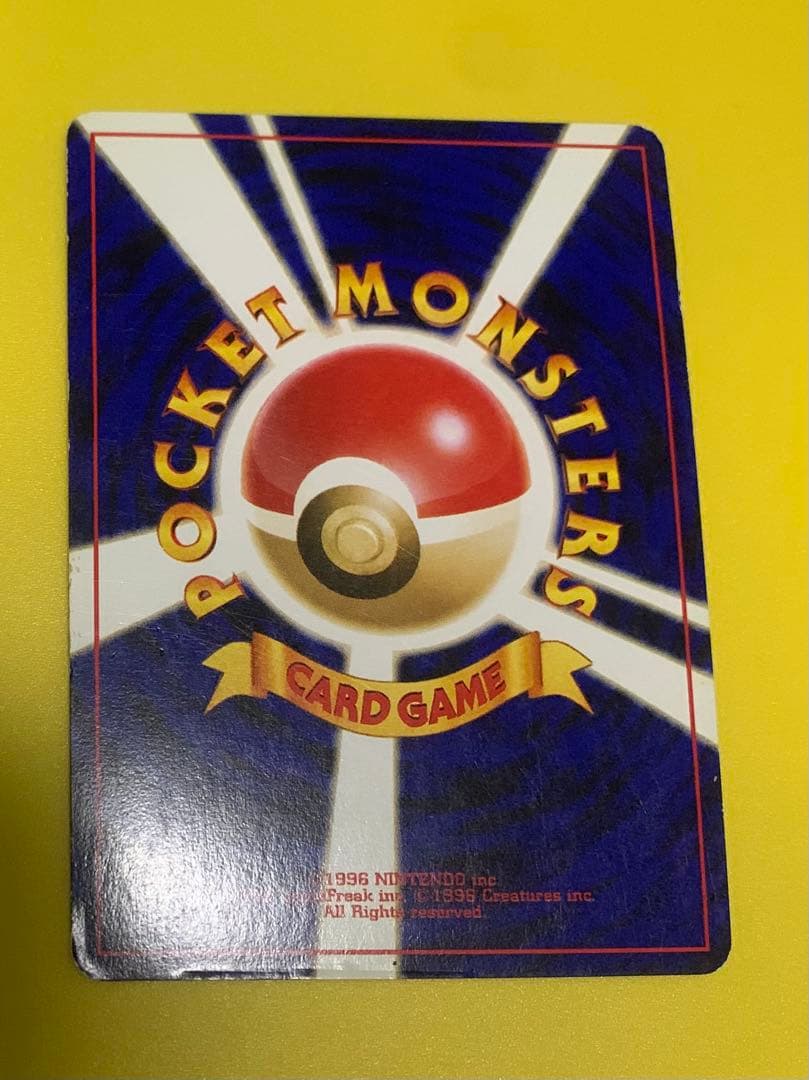 POCKET MONSTERS
CARD GAME
1996 NINTENDO inc
Freak inc. ©1996 Creatures inc.
All Rights reserved.